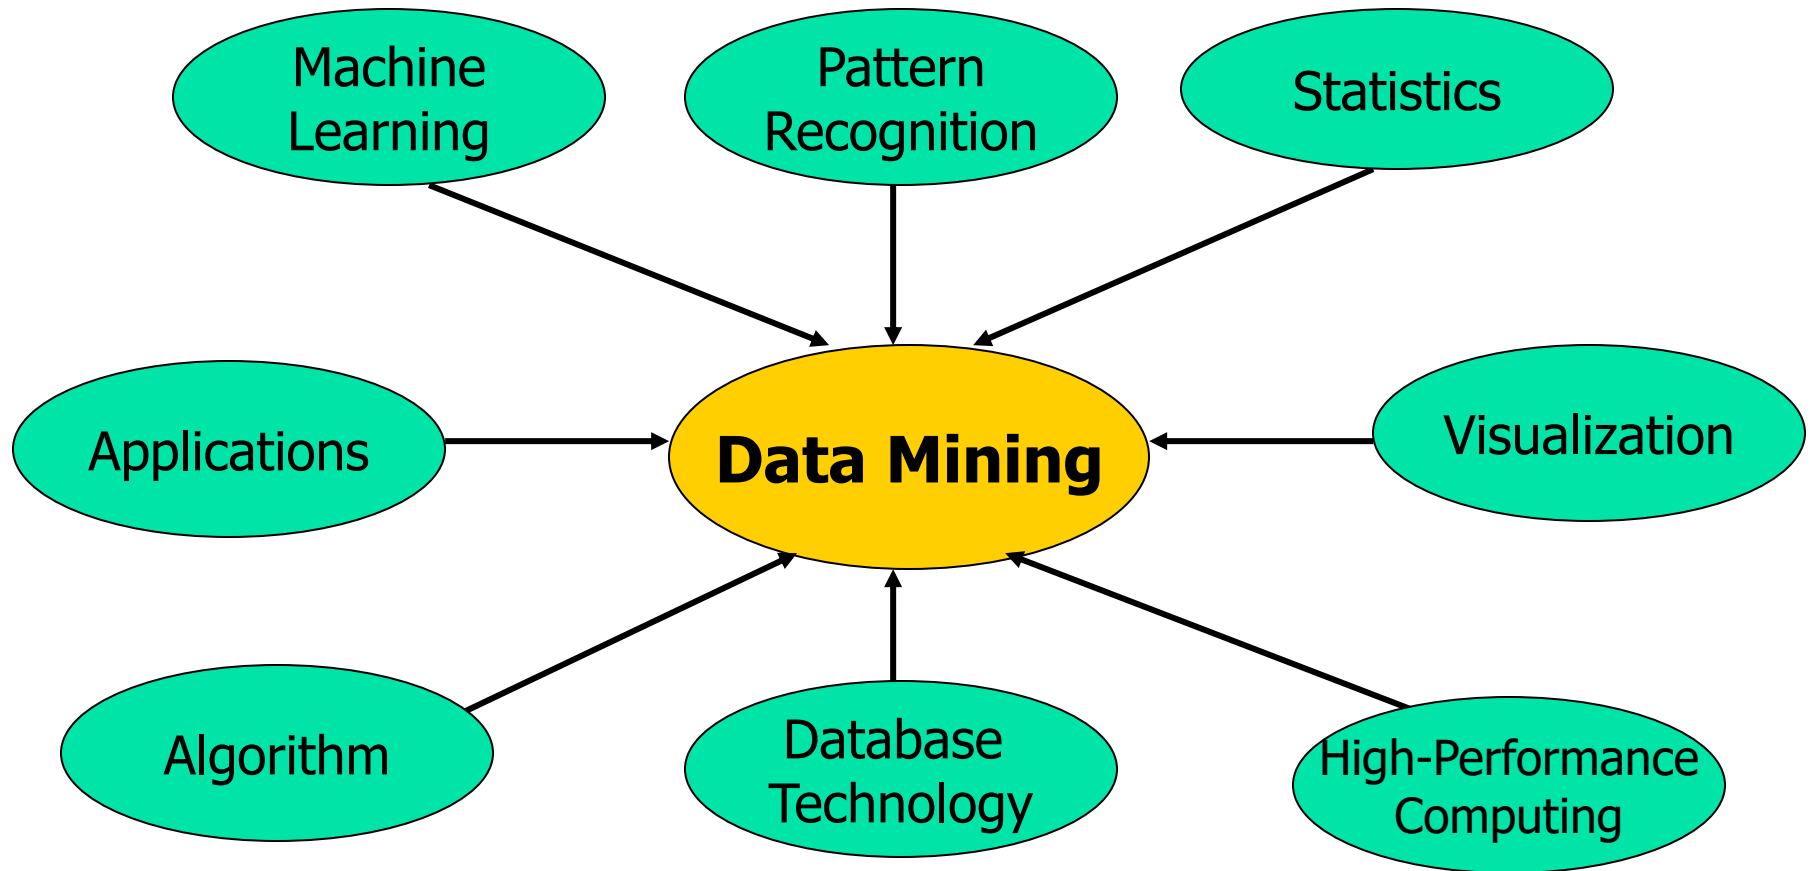 Machine
Learning
Pattern
Recognition
Statistics
Applications
Data Mining
Visualization
Algorithm
Database
Technology
High-Performance
Computing